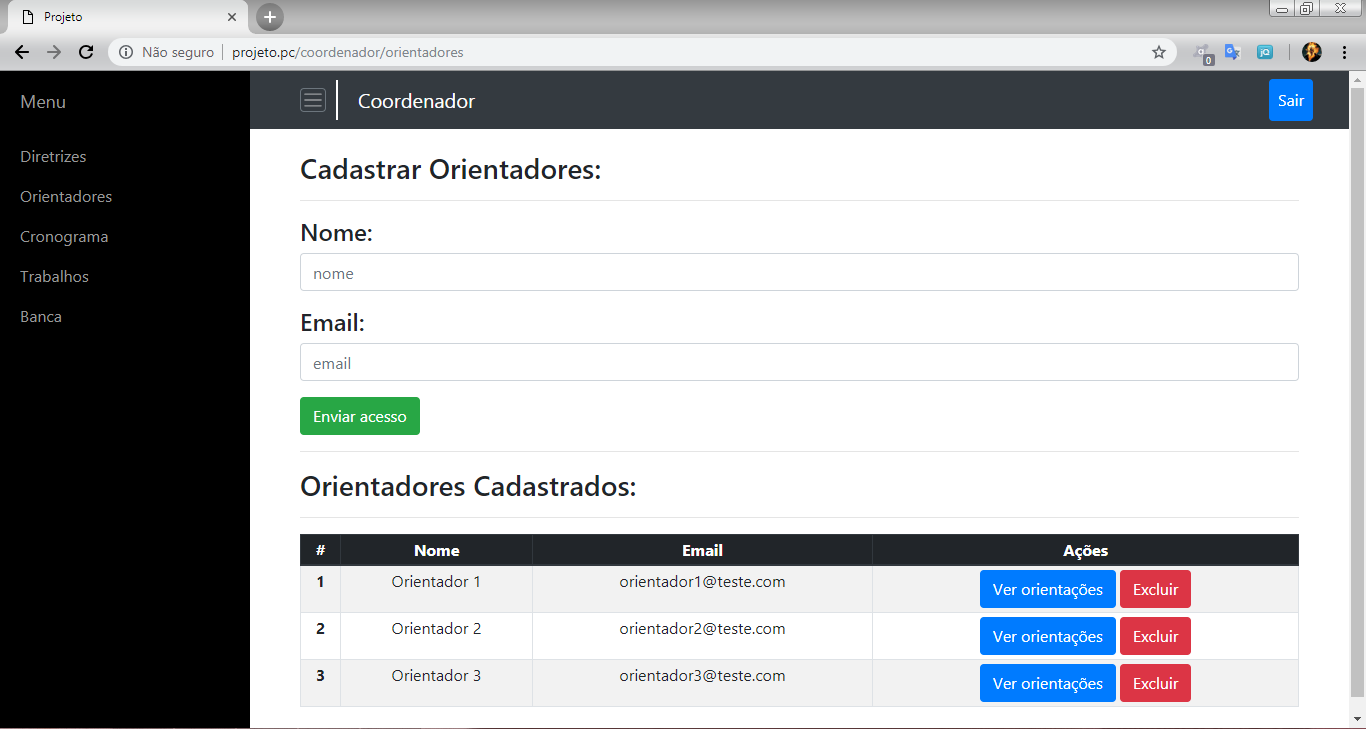 Projeto
Não seguro projeto.pc/coordenador/orientadores
0
Menu
Coordenador
Sair
Diretrizes
Orientadores
Cronograma
Trabalhos
Banca
Cadastrar Orientadores:
Nome:
nome
Email:
email
Enviar acesso
Orientadores Cadastrados:
# Nome Email Ações
1 Orientador 1 orientador1@teste.com Ver orientações Excluir
2 Orientador 2 orientador2@teste.com Ver orientações Excluir
3 Orientador 3 orientador3@teste.com Ver orientações Excluir